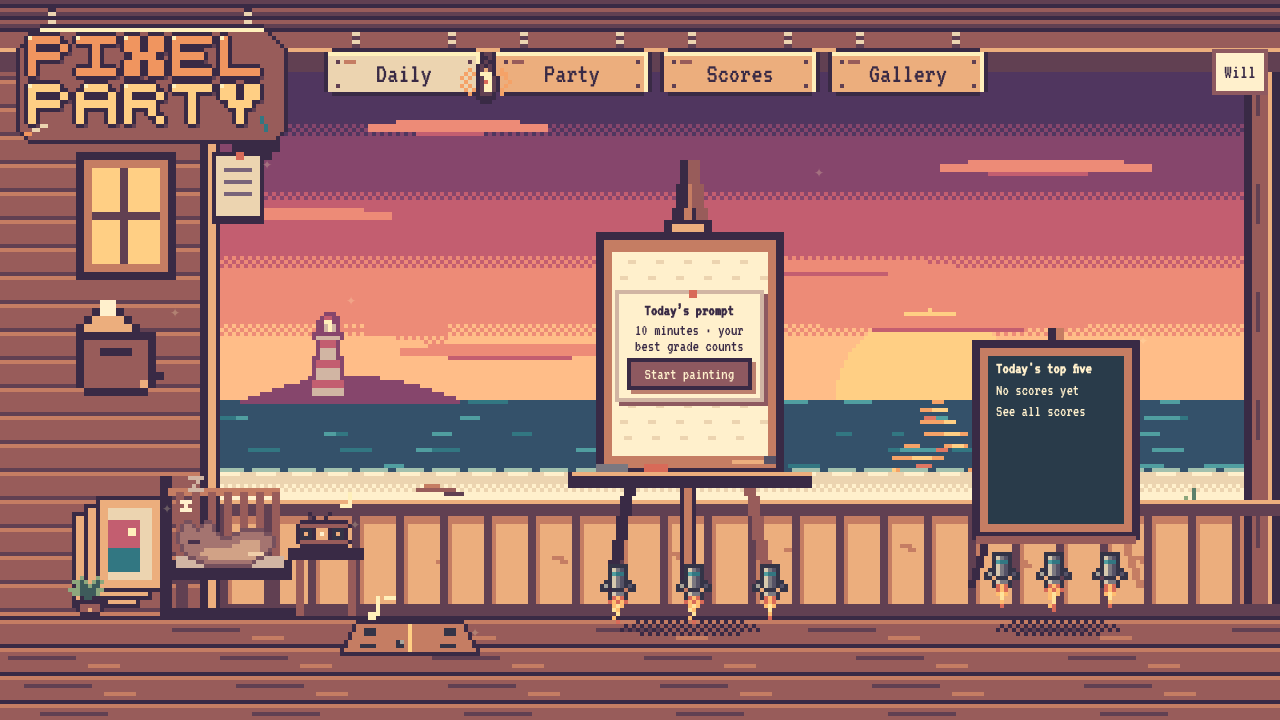 PIXEL
PARTY
Daily
Party
Scores
Gallery
Will
Today's prompt
10 minutes · your
best grade counts
Start painting
Today's top five
No scores yet
See all scores